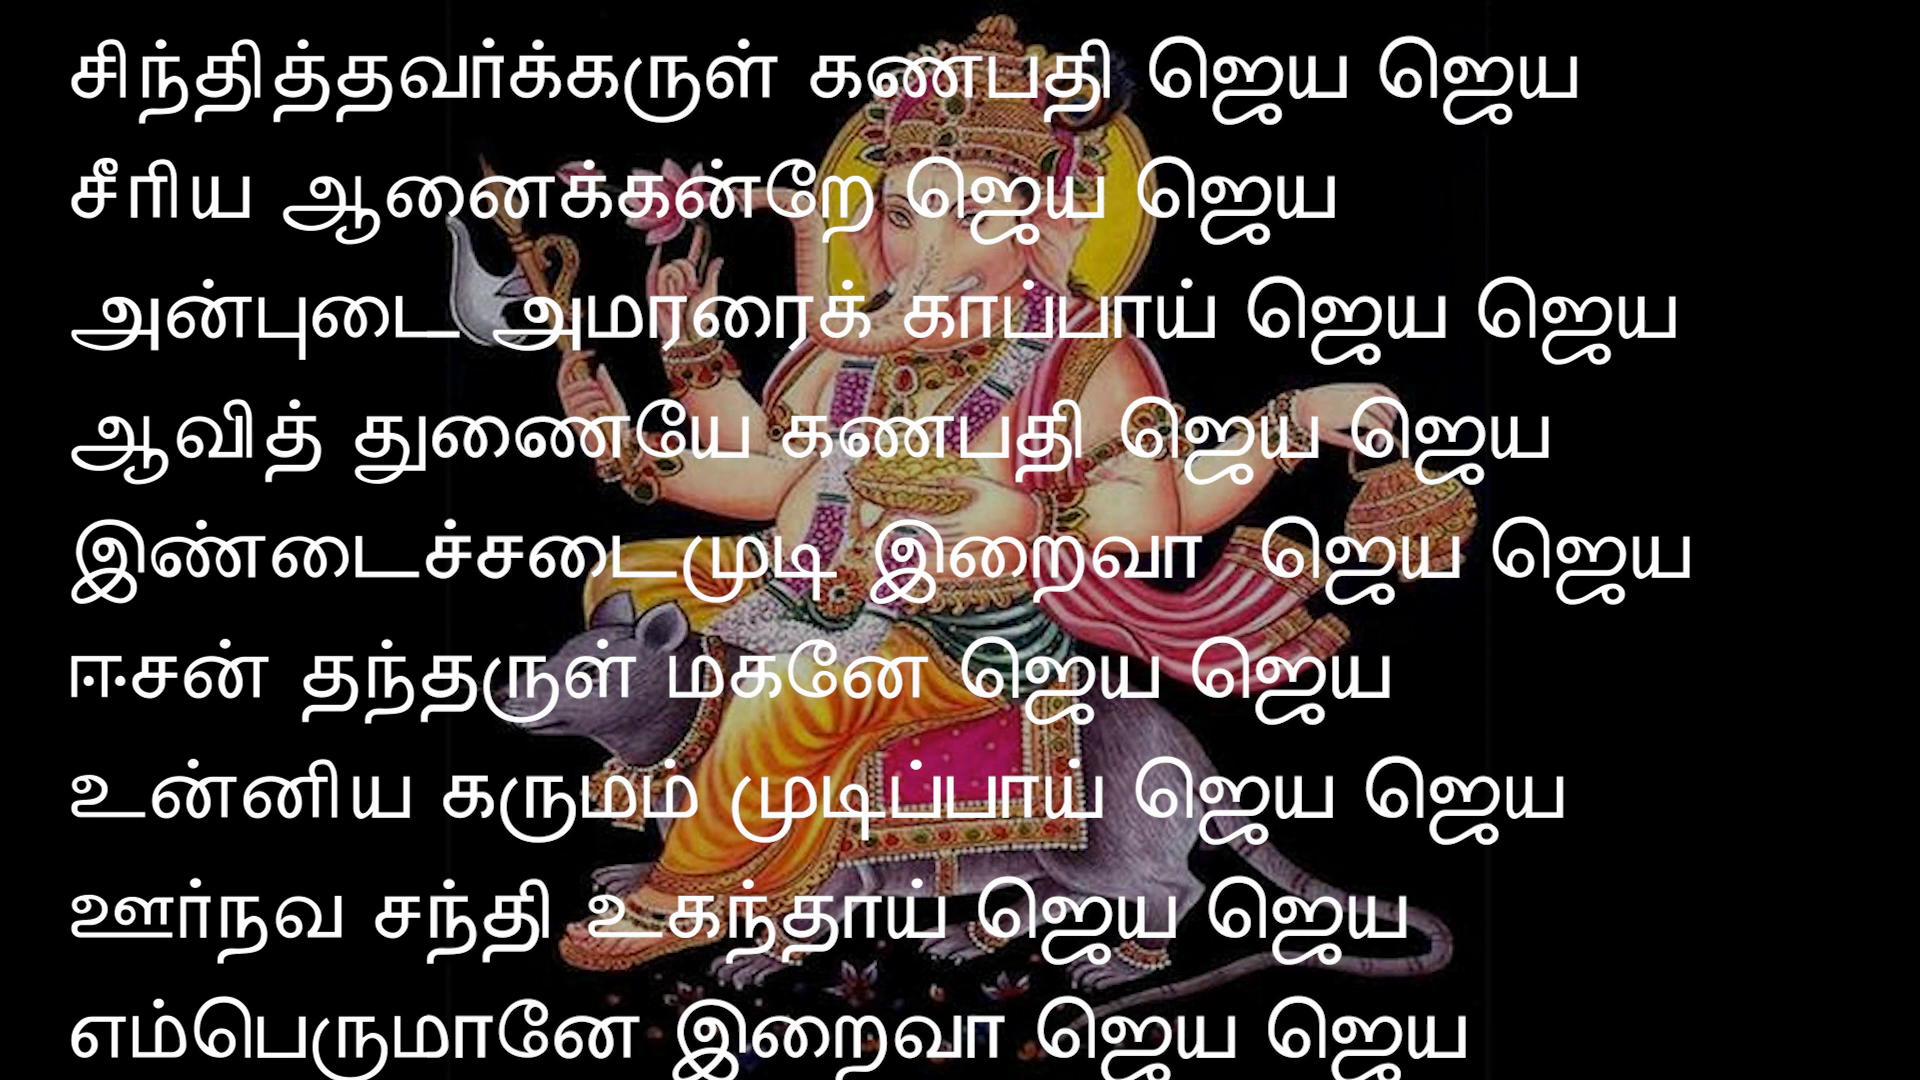 சிந்தித்தவர்க்கருள் கணபதி ஜெய ஜெய
சீரிய ஆனைக்கன்றே ஜெய ஜெய
அன்புடை அமரரைக் காப்பாய் ஜெய ஜெய
ஆவித் துணையே கணபதி ஜெய ஜெய
இண்டைச்சடைமுடி இறைவா ஜெய ஜெய
ஈசன் தந்தருள் மகனே ஜெய ஜெய
உன்னிய கருமம் முடிப்பாய் ஜெய ஜெய
ஊர்நவ சந்தி உகந்தாய் ஜெய ஜெய
எம்பெருமானே இறைவா ஜெய ஜெய